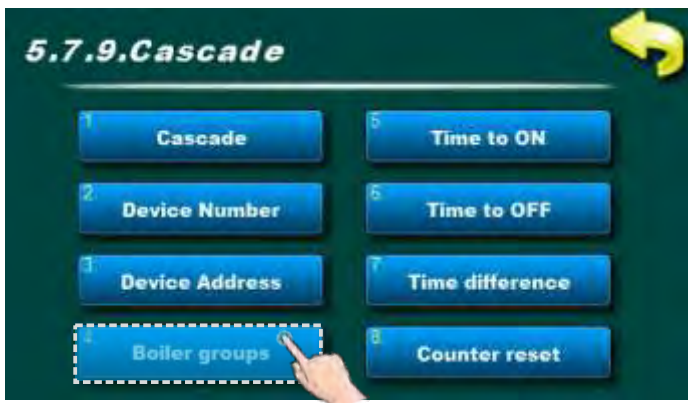 5.7.9.Cascade
1. Cascade
2. Device Number
3. Device Address
4. Boiler groups
5. Time to ON
6. Time to OFF
7. Time difference
8. Counter reset